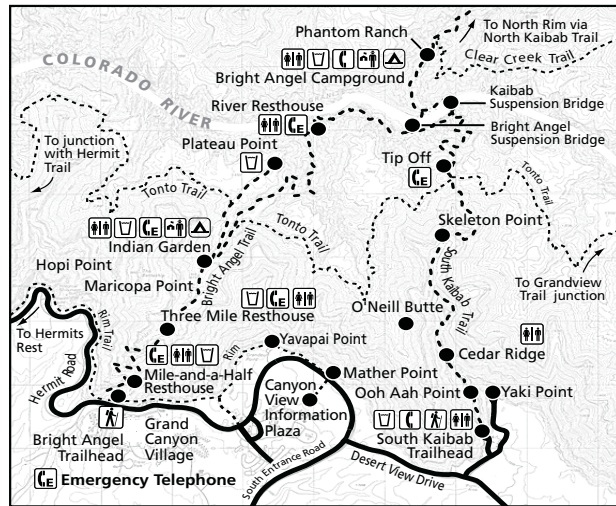 Phantom Ranch
To North Rim via
North Kaibab Trail
Clear Creek Trail
Bright Angel Campground
COLORADO
RIVER
River Resthouse
E
Kaibab
Suspension Bridge
Bright Angel
Suspension Bridge
Plateau Point
To junction
with Hermit
Trail
Tip Off
E
Tonto Trail
Tonto
Trail
E
Indian Garden
Tonto Trail
Skeleton Point
Hopi Point
Maricopa Point
Bright Angel Trail
South Kaibab
Trail
To Grandview
Trail junction
E
Three Mile Resthouse
O'Neill Butte
To Hermits
Rest
Rim Trail
Rim
Yavapai Point
E
Mile-and-a-Half
Resthouse
Cedar Ridge
Mather Point
Hermit Road
Canyon
View
Information
Plaza
Ooh Aah Point
Yaki Point
Bright Angel
Trailhead
Grand
Canyon
Village
South Kaibab
Trailhead
South Entrance Road
Desert View Drive
E Emergency Telephone